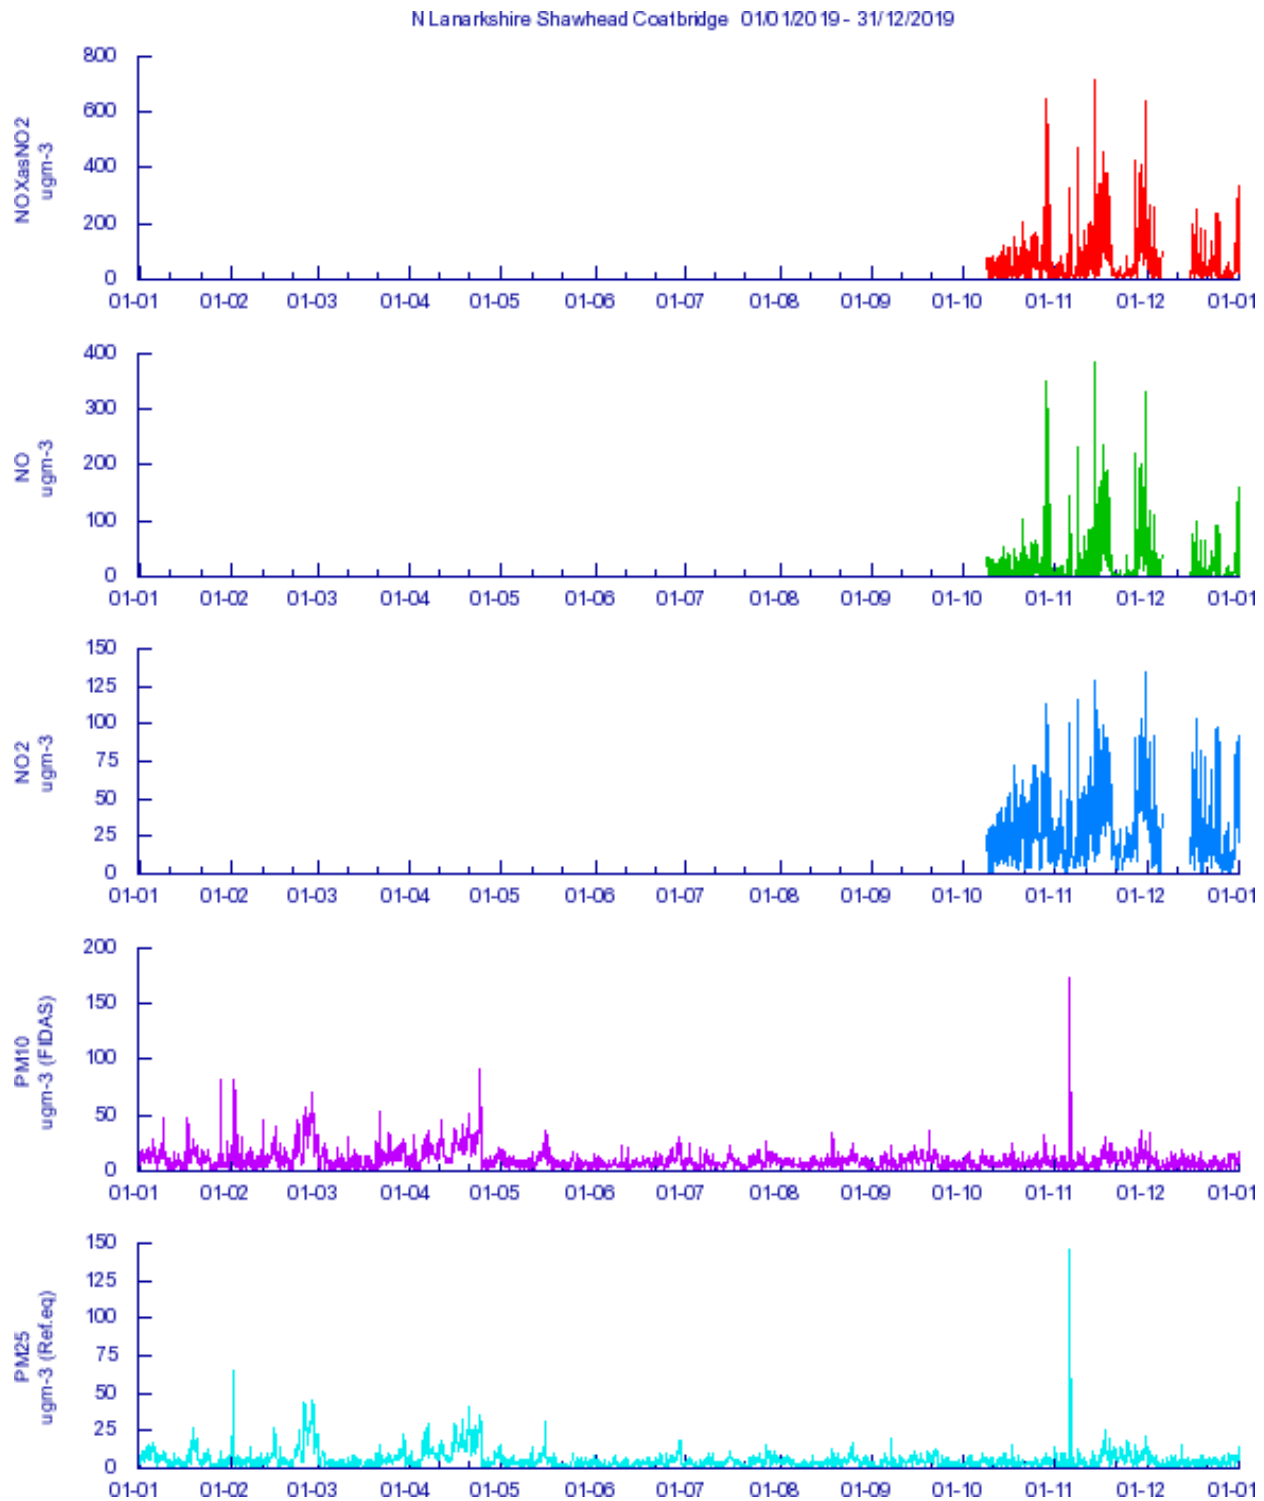 N Lanarkshire Shawhead Coatbridge 01/01/2019 - 31/12/2019
NOXasNO2
ugm-3
800
600
400
200
0
01-01 01-02 01-03 01-04 01-05 01-06 01-07 01-08 01-09 01-10 01-11 01-12 01-01
NO
ugm-3
400
300
200
100
0
01-01 01-02 01-03 01-04 01-05 01-06 01-07 01-08 01-09 01-10 01-11 01-12 01-01
NO2
ugm-3
150
125
100
75
50
25
0
01-01 01-02 01-03 01-04 01-05 01-06 01-07 01-08 01-09 01-10 01-11 01-12 01-01
PM10
ugm-3 (FIDAS)
200
150
100
50
0
01-01 01-02 01-03 01-04 01-05 01-06 01-07 01-08 01-09 01-10 01-11 01-12 01-01
PM25
ugm-3 (Ref.eq)
150
125
100
75
50
25
0
01-01 01-02 01-03 01-04 01-05 01-06 01-07 01-08 01-09 01-10 01-11 01-12 01-01